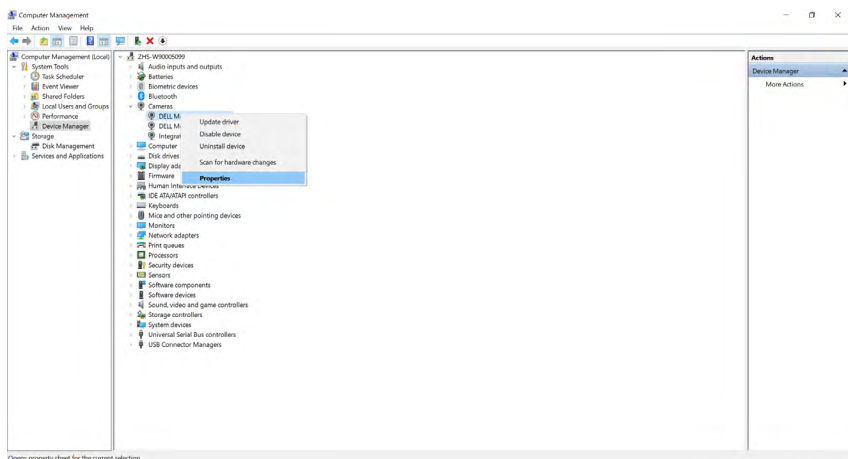 Computer Management
File Action View Help
Computer Management (Local)
System Tools
Task Scheduler
Event Viewer
Shared Folders
Local Users and Groups
Performance
Device Manager
Storage
Disk Management
Services and Applications
ZHS-W90005099
Audio inputs and outputs
Batteries
Biometric devices
Bluetooth
Cameras
DELL M
DELL M
Integrat
Computer
Disk drives
Display ada
Firmware
Human Interface Devices
IDE ATA/ATAPI controllers
Keyboards
Mice and other pointing devices
Monitors
Network adapters
Print queues
Processors
Security devices
Sensors
Software components
Software devices
Sound, video and game controllers
Storage controllers
System devices
Universal Serial Bus controllers
USB Connector Managers
Update driver
Disable device
Uninstall device
Scan for hardware changes
Properties
Actions
Device Manager
More Actions
Opens property sheet for the current selection.